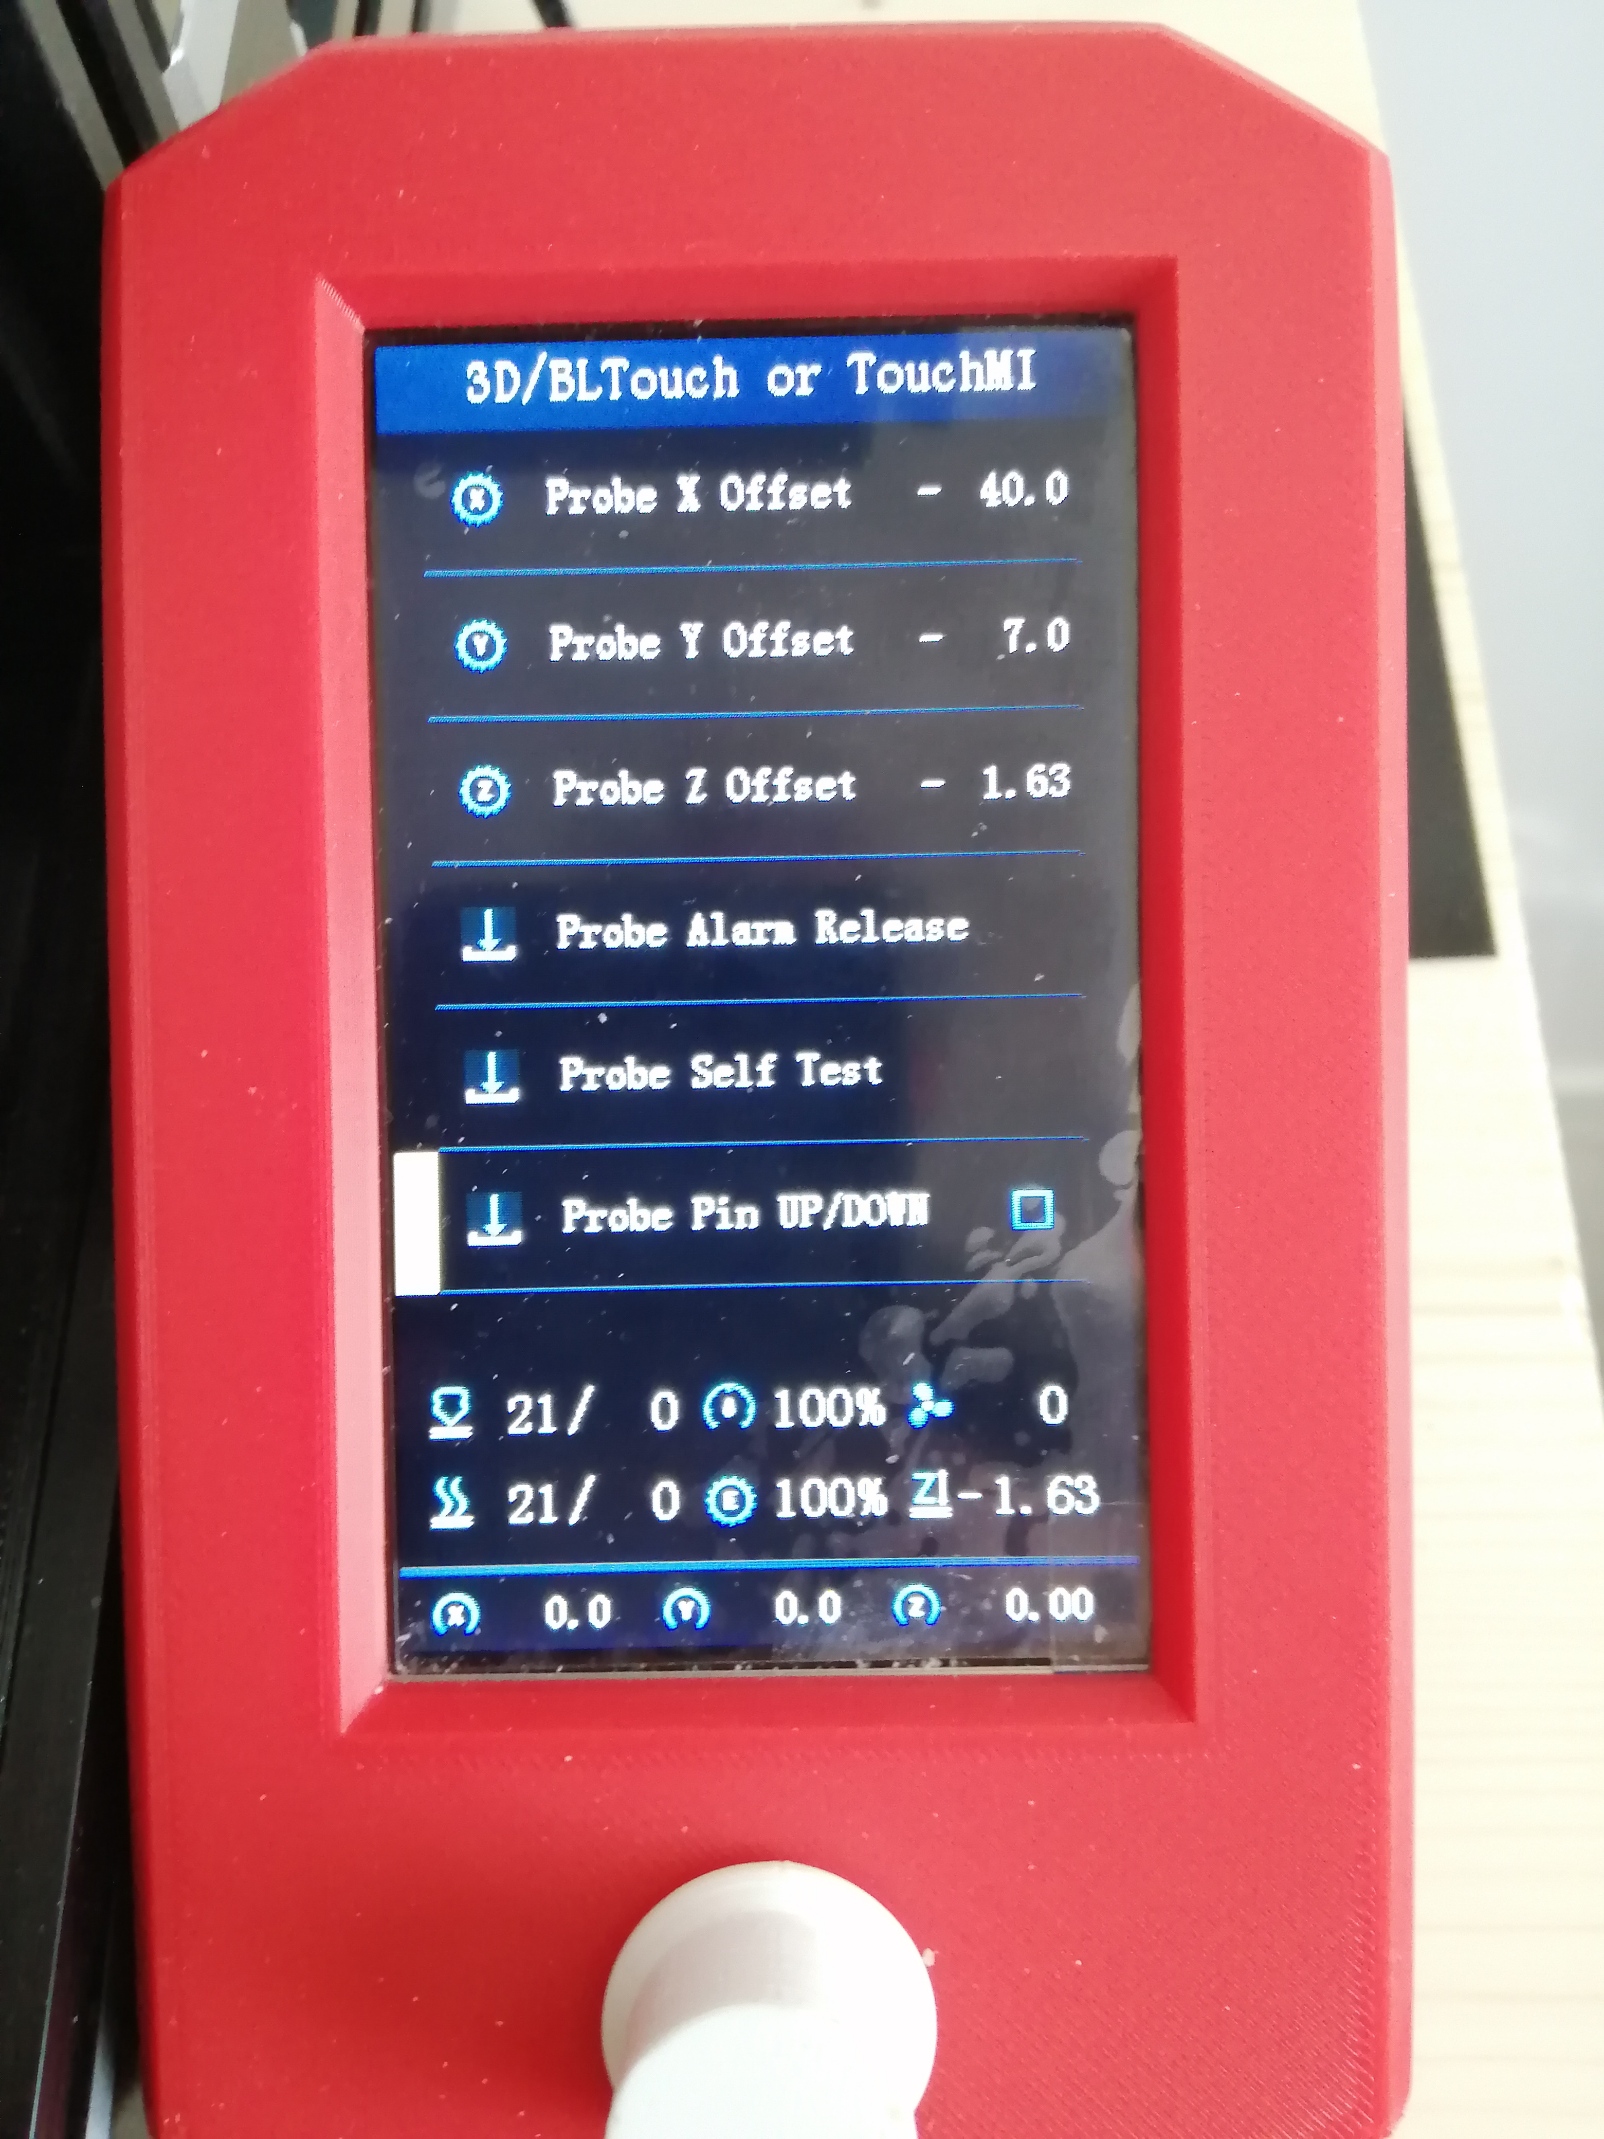 3D/BLTouch or TouchMI
X Probe X Offset - 40.0
Y Probe Y Offset - 7.0
Z Probe Z Offset - 1.63
Probe Alarm Release
Probe Self Test
Probe Pin UP/DOWN
21/ 0 100% 0
21/ 0 E 100% Z -1.63
X 0.0 Y 0.0 Z 0.00